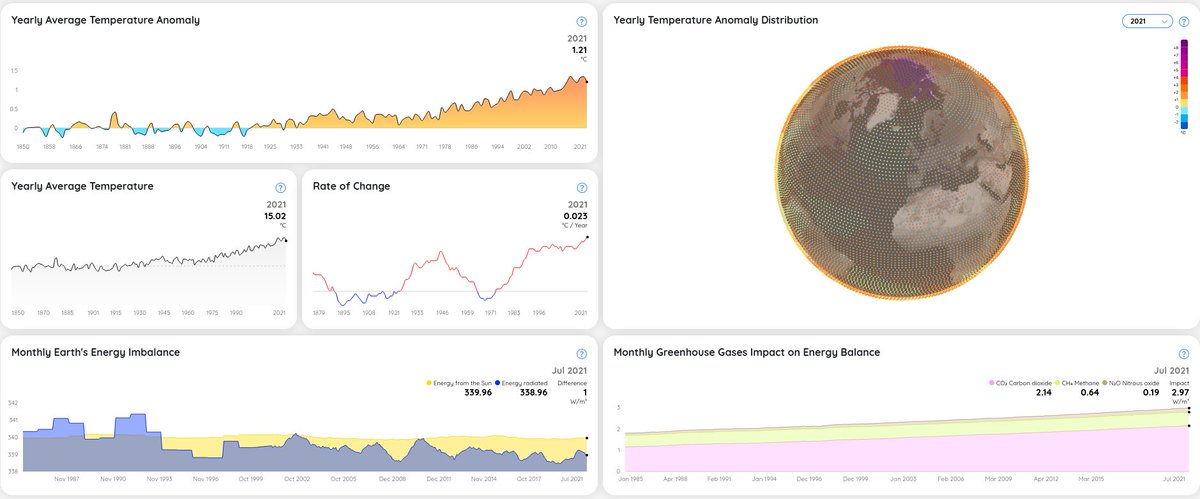 Yearly Average Temperature Anomaly
?
2021
1.21
°C
1.5
1
0.5
0
1850 1858 1866 1874 1881 1888 1896 1904 1911 1918 1925 1933 1941 1948 1956 1964 1971 1978 1986 1994 2002 2010 2021
Yearly Temperature Anomaly Distribution
2021
?
+8
+7
+6
+5
+4
+3
+2
+1
0
-1
-2
°C
Yearly Average Temperature
?
2021
15.02
°C
1850 1870 1885 1901 1915 1930 1945 1960 1975 1990 2021
Rate of Change
?
2021
0.023
°C / Year
1879 1895 1908 1921 1933 1946 1959 1971 1983 1996 2021
Monthly Earth's Energy Imbalance
?
Jul 2021
Energy from the Sun Energy radiated Difference
339.96 338.96 1
W/m²
342
340
339
338
Nov 1987 Nov 1990 Nov 1993 Nov 1996 Oct 1999 Oct 2002 Oct 2005 Dec 2008 Dec 2011 Nov 2014 Oct 2017 Jul 2021
Monthly Greenhouse Gases Impact on Energy Balance
?
Jul 2021
CO₂ Carbon dioxide CH₄ Methane N₂O Nitrous oxide Impact
2.14 0.64 0.19 2.97
W/m²
3
2
1
0
Jan 1985 Apr 1988 Feb 1991 Jan 1994 Dec 1996 Dec 1999 Jan 2003 Feb 2006 Mar 2009 Apr 2012 Mar 2015 Jul 2021